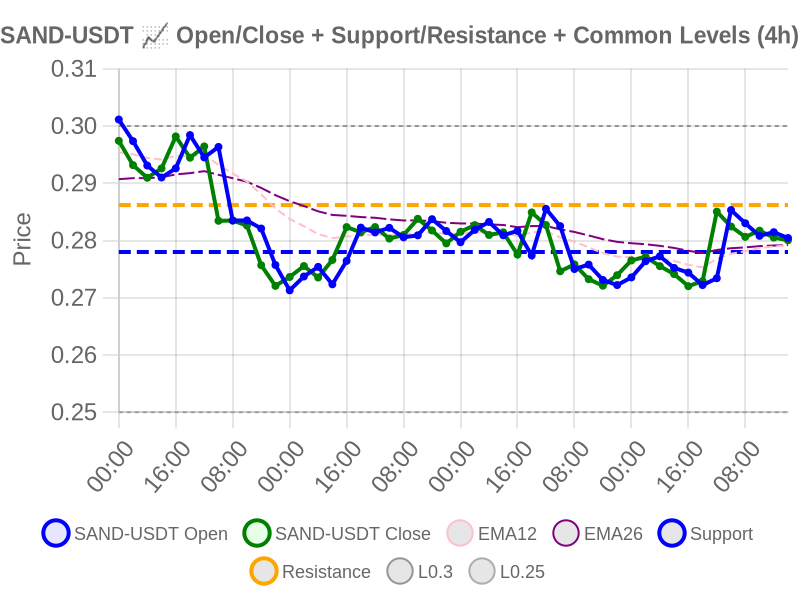 SAND-USDT 📈 Open/Close + Support/Resistance + Common Levels (4h)
0.31
0.30
0.29
0.28
0.27
0.26
0.25
Price
00:00 16:00 08:00 00:00 16:00 08:00 00:00 16:00 08:00 00:00 16:00 08:00
SAND-USDT Open SAND-USDT Close EMA12 EMA26 Support
Resistance L0.3 L0.25